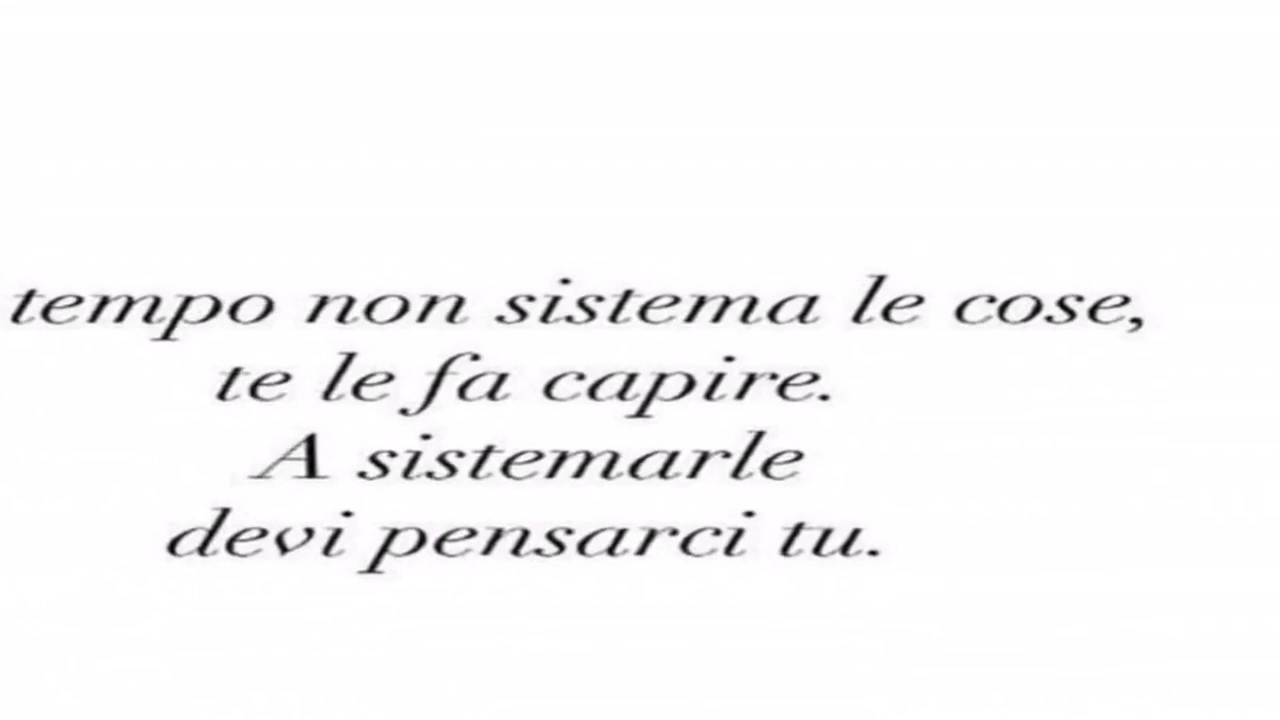 tempo non sistema le cose,
te le fa capire.
A sistemarle
devi pensarci tu.